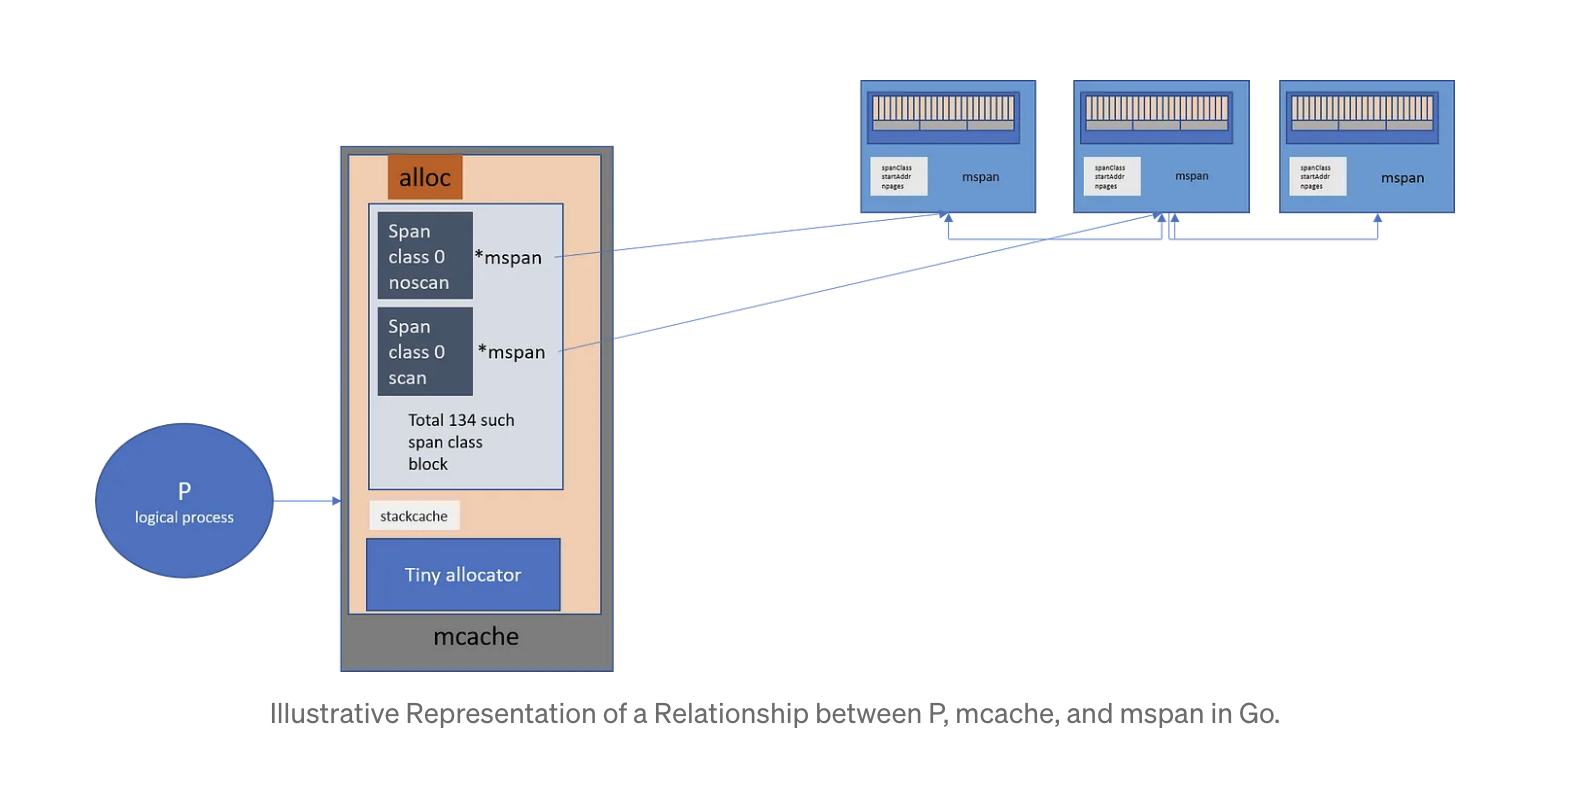 alloc
Span
class 0
noscan
*mspan
Span
class 0
scan
*mspan
Total 134 such
span class
block
stackcache
Tiny allocator
mcache
P
logical process
spanClass
startAddr
npages
mspan
spanClass
startAddr
npages
mspan
spanClass
startAddr
npages
mspan
Illustrative Representation of a Relationship between P, mcache, and mspan in Go.